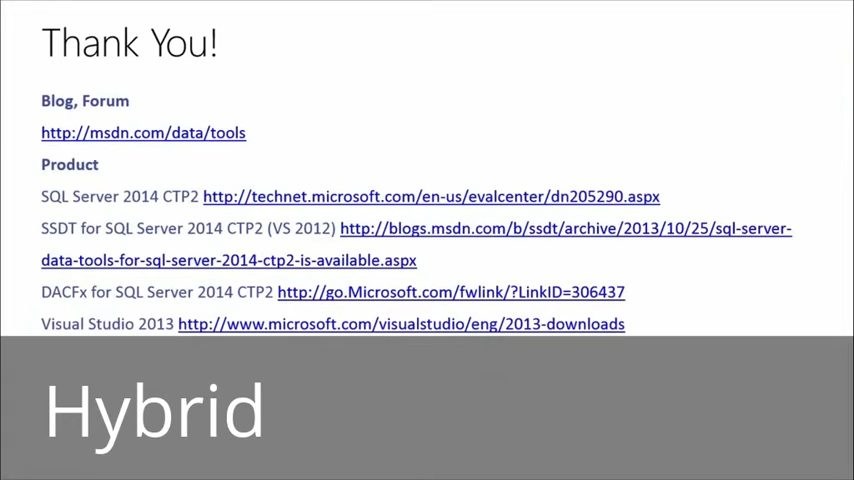 Thank You!
Blog, Forum
http://msdn.com/data/tools
Product
SQL Server 2014 CTP2 http://technet.microsoft.com/en-us/evalcenter/dn205290.aspx
SSDT for SQL Server 2014 CTP2 (VS 2012) http://blogs.msdn.com/b/ssdt/archive/2013/10/25/sql-server-
data-tools-for-sql-server-2014-ctp2-is-available.aspx
DACFx for SQL Server 2014 CTP2 http://go.Microsoft.com/fwlink/?LinkID=306437
Visual Studio 2013 http://www.microsoft.com/visualstudio/eng/2013-downloads
Hybrid